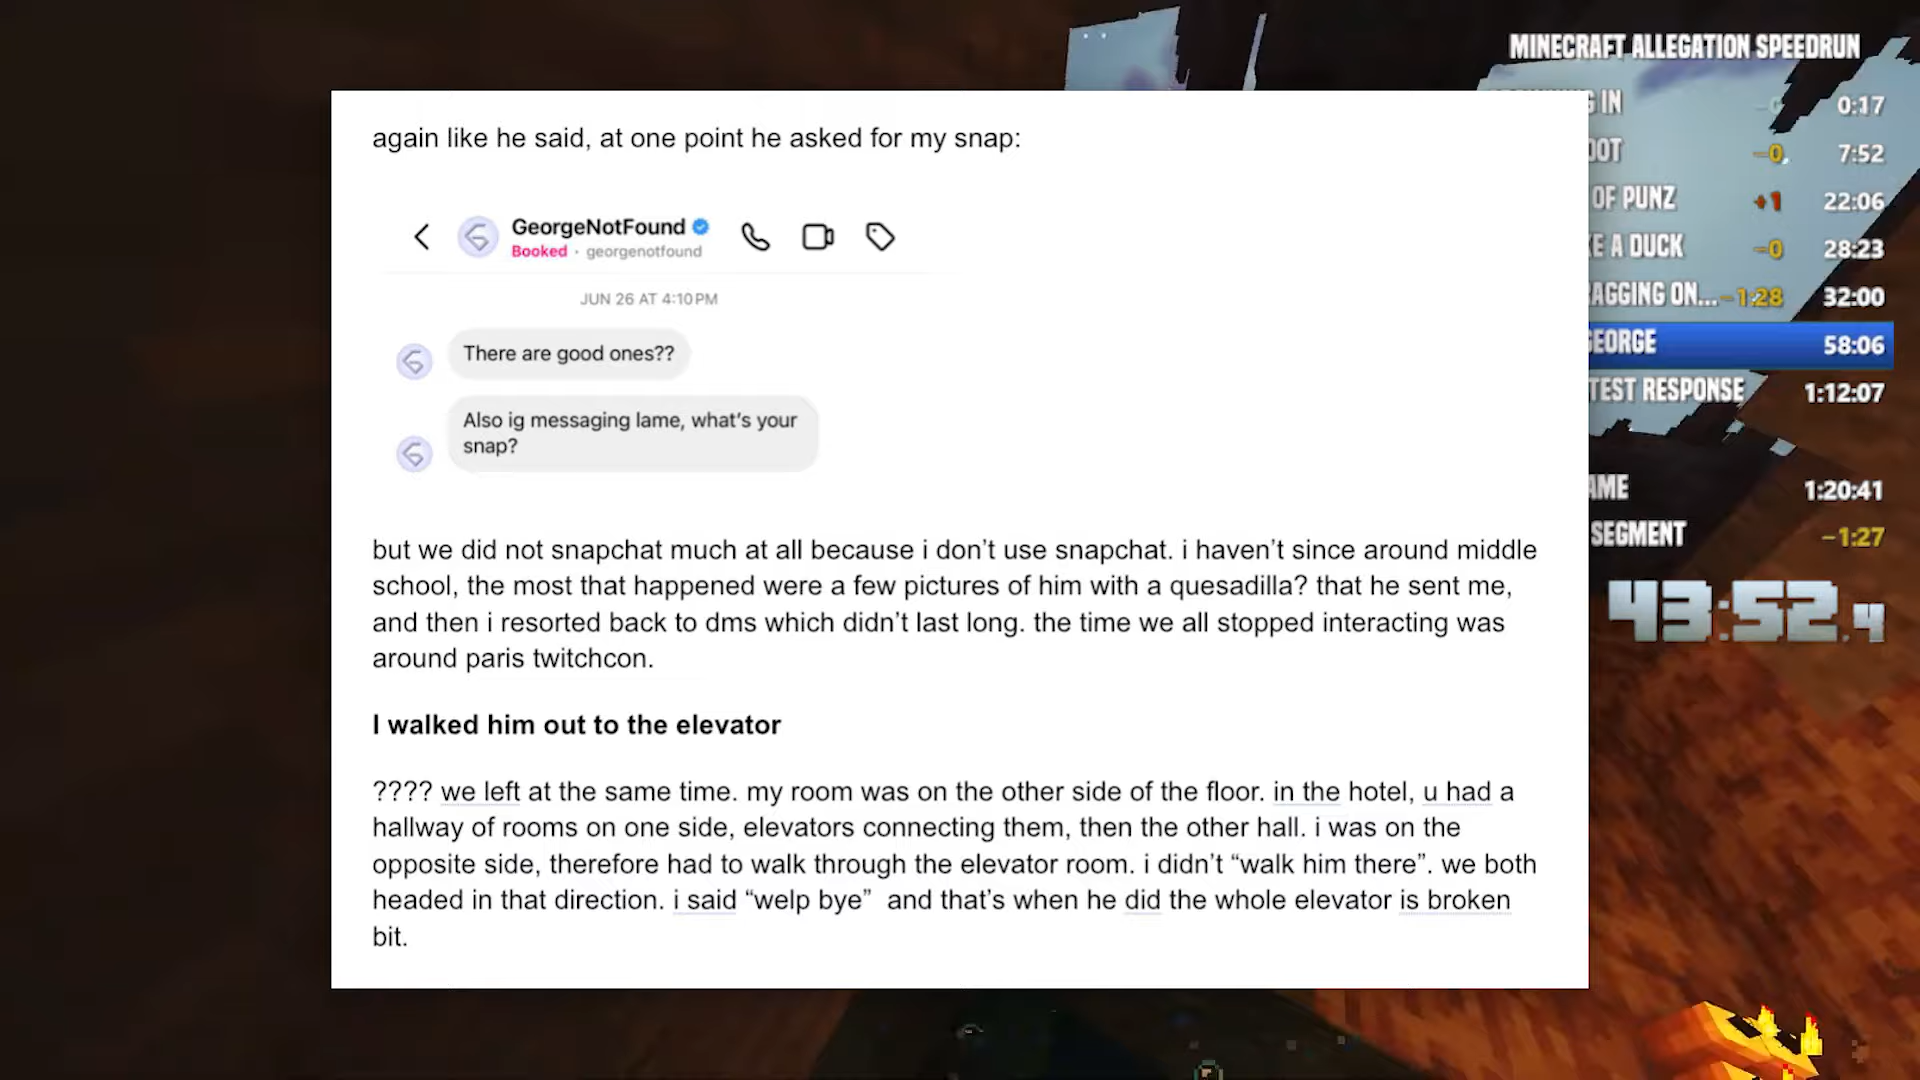 MINECRAFT ALLEGATION SPEEDRUN
again like he said, at one point he asked for my snap:
GeorgeNotFound
Booked · georgenotfound
JUN 26 AT 4:10 PM
There are good ones??
Also ig messaging lame, what's your
snap?
but we did not snapchat much at all because i don't use snapchat. i haven't since around middle
school, the most that happened were a few pictures of him with a quesadilla? that he sent me,
and then i resorted back to dms which didn't last long. the time we all stopped interacting was
around paris twitchcon.
I walked him out to the elevator
???? we left at the same time. my room was on the other side of the floor. in the hotel, u had a
hallway of rooms on one side, elevators connecting them, then the other hall. i was on the
opposite side, therefore had to walk through the elevator room. i didn't “walk him there”. we both
headed in that direction. i said “welp bye” and that's when he did the whole elevator is broken
bit.
IN 0:17
7:52
OF PUNZ +1 22:06
E A DUCK -0 28:23
AGGING ON... -1:28 32:00
EORGE 58:06
TEST RESPONSE 1:12:07
AME 1:20:41
SEGMENT -1:27
43:52.4